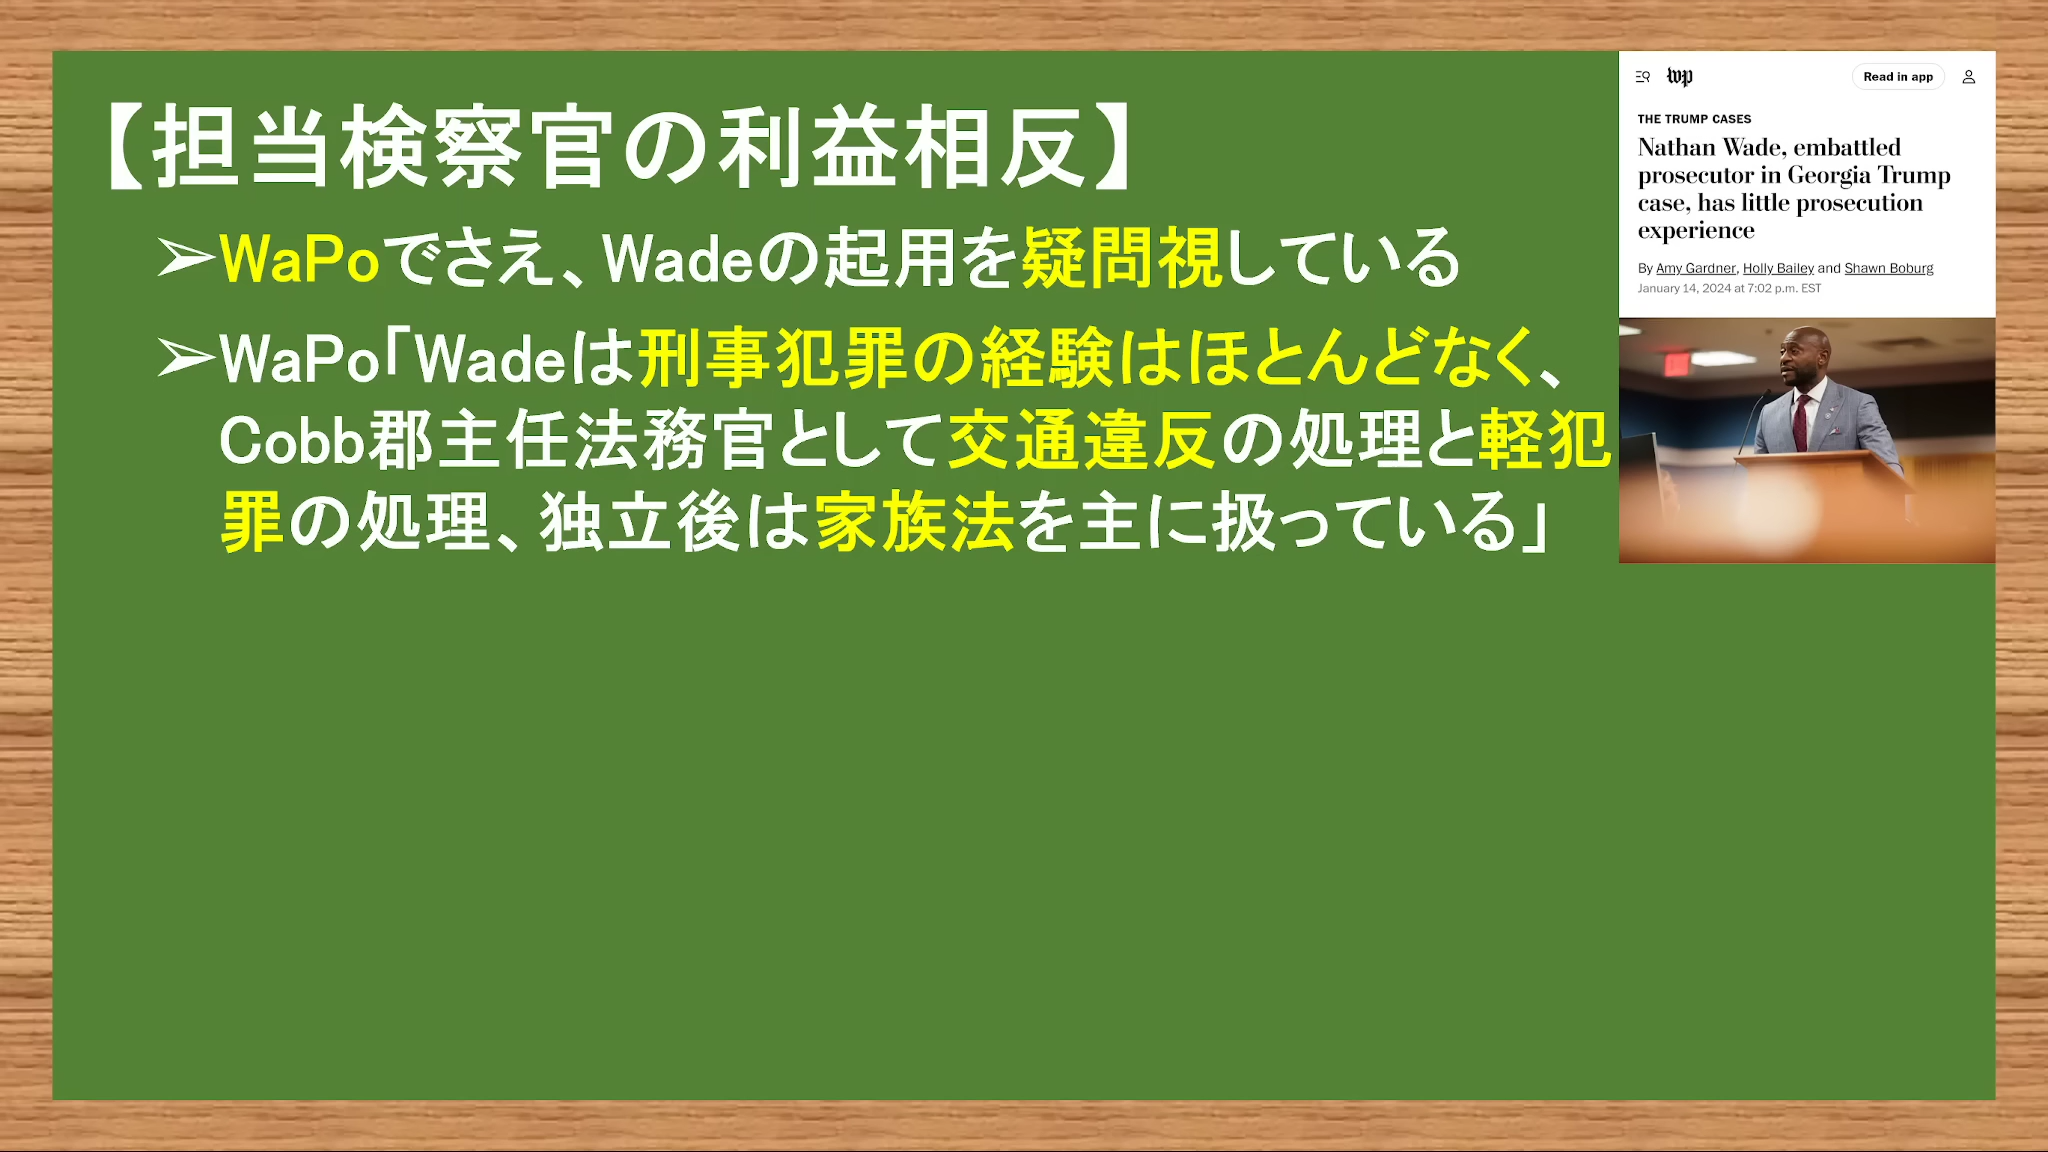 【担当検察官の利益相反】
➢WaPoでさえ、Wadeの起用を疑問視している
➢WaPo「Wadeは刑事犯罪の経験はほとんどなく、
Cobb郡主任法務官として交通違反の処理と軽犯
罪の処理、独立後は家族法を主に扱っている」
wp
Read in app
THE TRUMP CASES
Nathan Wade, embattled
prosecutor in Georgia Trump
case, has little prosecution
experience
By Amy Gardner, Holly Bailey and Shawn Boburg
January 14, 2024 at 7:02 p.m. EST